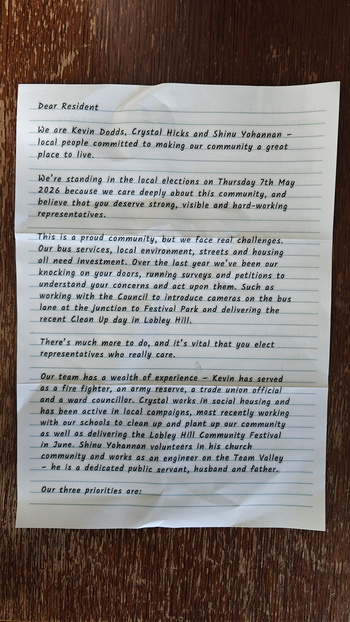 Dear Resident
We are Kevin Dodds, Crystal Hicks and Shinu Yohannan –
local people committed to making our community a great
place to live.
We're standing in the local elections on Thursday 7th May
2026 because we care deeply about this community, and
believe that you deserve strong, visible and hard-working
representatives.
This is a proud community, but we face real challenges.
Our bus services, local environment, streets and housing
all need investment. Over the last year we've been our
knocking on your doors, running surveys and petitions to
understand your concerns and act upon them. Such as
working with the Council to introduce cameras on the bus
lane at the junction to Festival Park and delivering the
recent Clean Up day in Lobley Hill.
There's much more to do, and it's vital that you elect
representatives who really care.
Our team has a wealth of experience – Kevin has served
as a fire fighter, an army reserve, a trade union official
and a ward councillor. Crystal works in social housing and
has been active in local campaigns, most recently working
with our schools to clean up and plant up our community
as well as delivering the Lobley Hill Community Festival
in June. Shinu Yohannan volunteers in his church
community and works as an engineer on the Team Valley
– he is a dedicated public servant, husband and father.
Our three priorities are: